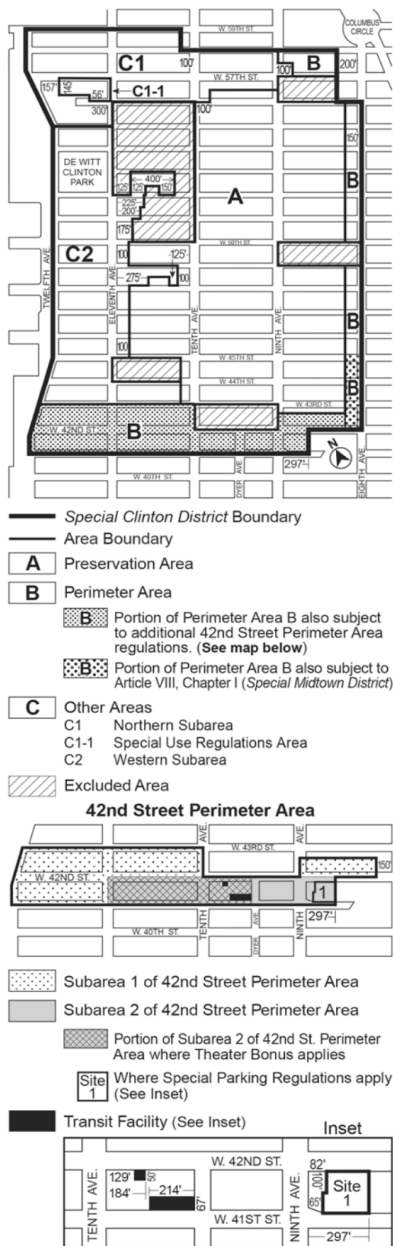 W. 59TH ST.
COLUMBUS
CIRCLE
C1
B
100'
100'
200'
W. 57TH ST.
157'
145'
56'
C1-1
300'
100'
150'
DE WITT
CLINTON
PARK
400'
125'
125'
150'
A
B
225'
200'
175'
W. 50TH ST.
C2
100'
125'
275'
100'
TWELFTH AVE.
ELEVENTH AVE.
TENTH AVE.
NINTH AVE.
B
100'
W. 45TH ST.
W. 44TH ST.
B
W. 43RD ST.
W. 42ND ST.
B
N
297'
W. 40TH ST.
DYER AVE.
EIGHTH AVE.
Special Clinton District Boundary
Area Boundary
A Preservation Area
B Perimeter Area
B Portion of Perimeter Area B also subject
to additional 42nd Street Perimeter Area
regulations. (See map below)
B Portion of Perimeter Area B also subject to
Article VIII, Chapter I (Special Midtown District)
C Other Areas
C1 Northern Subarea
C1-1 Special Use Regulations Area
C2 Western Subarea
Excluded Area
42nd Street Perimeter Area
W. 43RD ST.
150'
W. 42ND ST.
1
W. 40TH ST.
TENTH AVE.
DYER AVE.
NINTH AVE.
297'
Subarea 1 of 42nd Street Perimeter Area
Subarea 2 of 42nd Street Perimeter Area
Portion of Subarea 2 of 42nd St. Perimeter
Area where Theater Bonus applies
Site 1 Where Special Parking Regulations apply
(See Inset)
Transit Facility (See Inset)
Inset
W. 42ND ST.
82'
129'
50'
184'
214'
67'
100'
65'
Site
1
TENTH AVE.
W. 41ST ST.
NINTH AVE.
297'